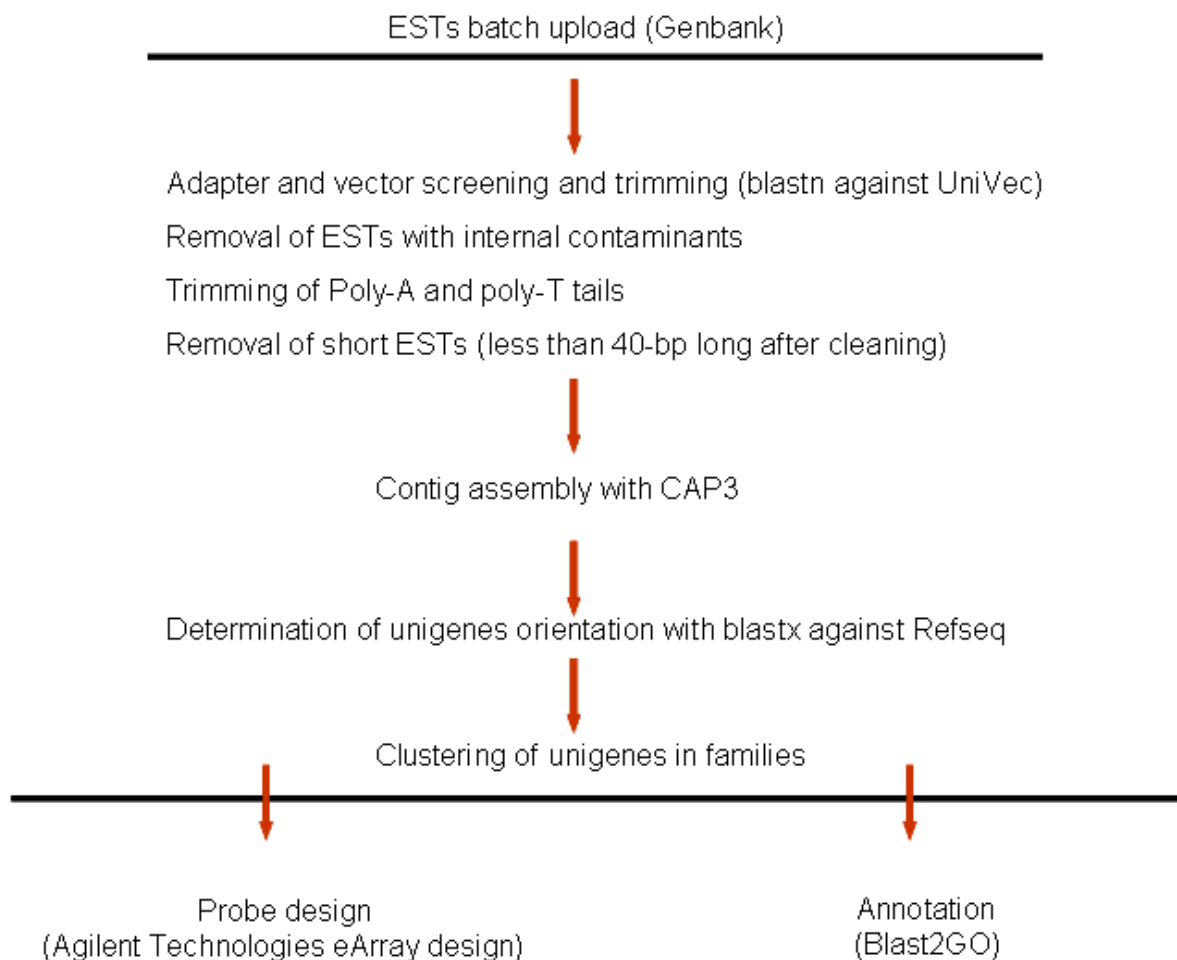 ESTs batch upload (Genbank)
Adapter and vector screening and trimming (blastn against UniVec)
Removal of ESTs with internal contaminants
Trimming of Poly-A and poly-T tails
Removal of short ESTs (less than 40-bp long after cleaning)
Contig assembly with CAP3
Determination of unigenes orientation with blastx against Refseq
Clustering of unigenes in families
Probe design
(Agilent Technologies eArray design)
Annotation
(Blast2GO)